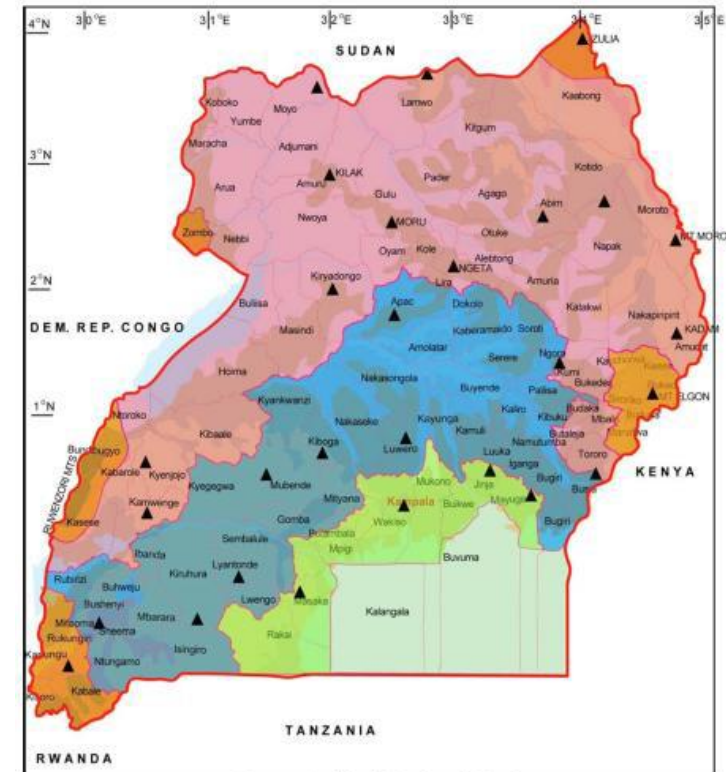 30 31 32 33 34 35
4°N
ZULIA
SUDAN
Kaabong
Koboko
Moyo
Lamwo
Yumbe
Kitgum
Maracha
Adjumani
3°N
Kotido
KILAK
Pader
Arua
Amuru
Gulu
Agago
Abim
Moroto
Nwoya
MORU
Zombo
Otuke
MT.MORO
Nebbi
Oyam
Kole
Napak
Alebtong
NGETA
2°N
Kiryadongo
Lira
Amuria
Bulisa
Apac
Dokolo
Katakwi
Nakapiripirit
DEM. REP. CONGO
Masindi
Kaberamaido
Soroti
KADAM
Amolatar
Amudat
Serere
Ngora
Hoima
Kumi
Nakasongola
Bukedea
Kyankwanzi
Buyende
Pallisa
MT ELGON
1°N
Ntoroko
Kaliro
Budaka
Kibaale
Nakaseke
Kayunga
Kibuku
Mbale
Kamuli
Bundibugyo
Kiboga
Luwero
Namutumba
Butaleja
Kabarole
Kyenjojo
Luuka
Tororo
RUWENZORI MTS
Iganga
KENYA
Kyegegwa
Mubende
Mukono
Jinja
Bugiri
Busia
Kamwenge
Mityana
Kampala
Buikwe
Mayuge
Kasese
Gomba
Wakiso
Bugiri
Butambala
Sembabule
Mpigi
Ibanda
Buvuma
Rubirizi
Kiruhura
Lyantonde
Buhweju
Lwengo
Masaka
Bushenyi
Kalangala
Mitooma
Mbarara
Sheema
Rukungiri
Rakai
Kanungu
Isingiro
Ntungamo
Kabale
Kisoro
TANZANIA
RWANDA